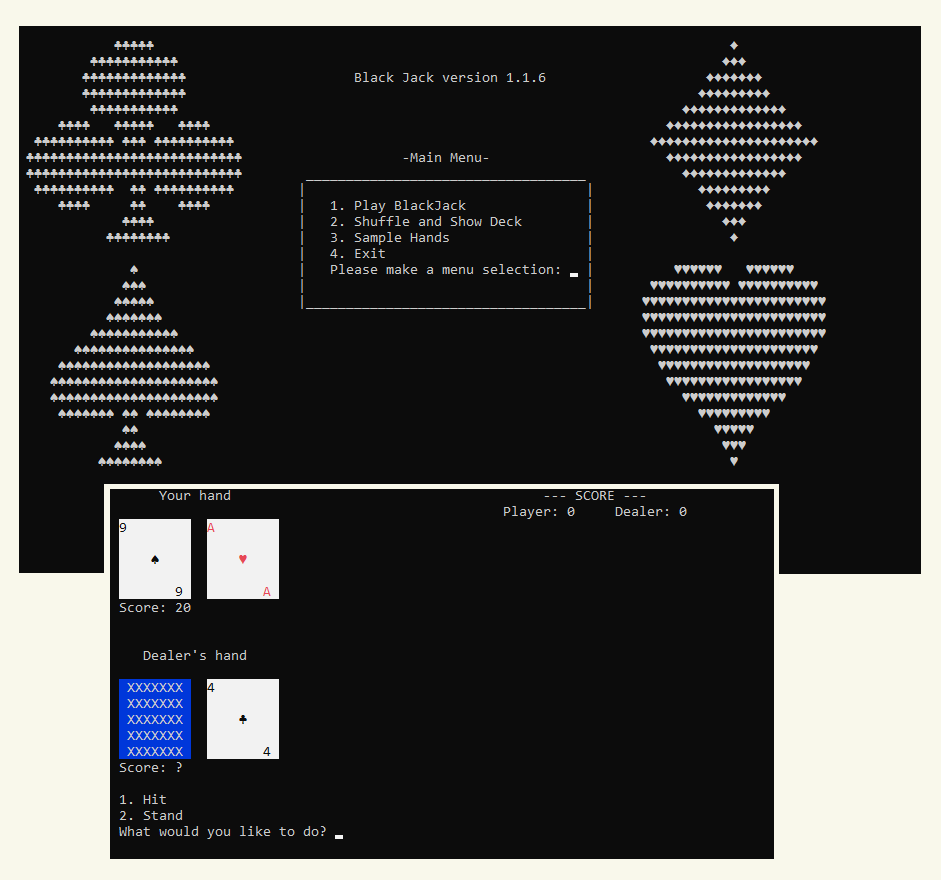 Black Jack version 1.1.6
-Main Menu-
1. Play BlackJack
2. Shuffle and Show Deck
3. Sample Hands
4. Exit
Please make a menu selection:
Your hand
--- SCORE ---
Player: 0 Dealer: 0
9 A
♠ ♥
9 A
Score: 20
Dealer's hand
XXXXXXX 4
XXXXXXX
XXXXXXX ♣
XXXXXXX
XXXXXXX 4
Score: ?
1. Hit
2. Stand
What would you like to do?